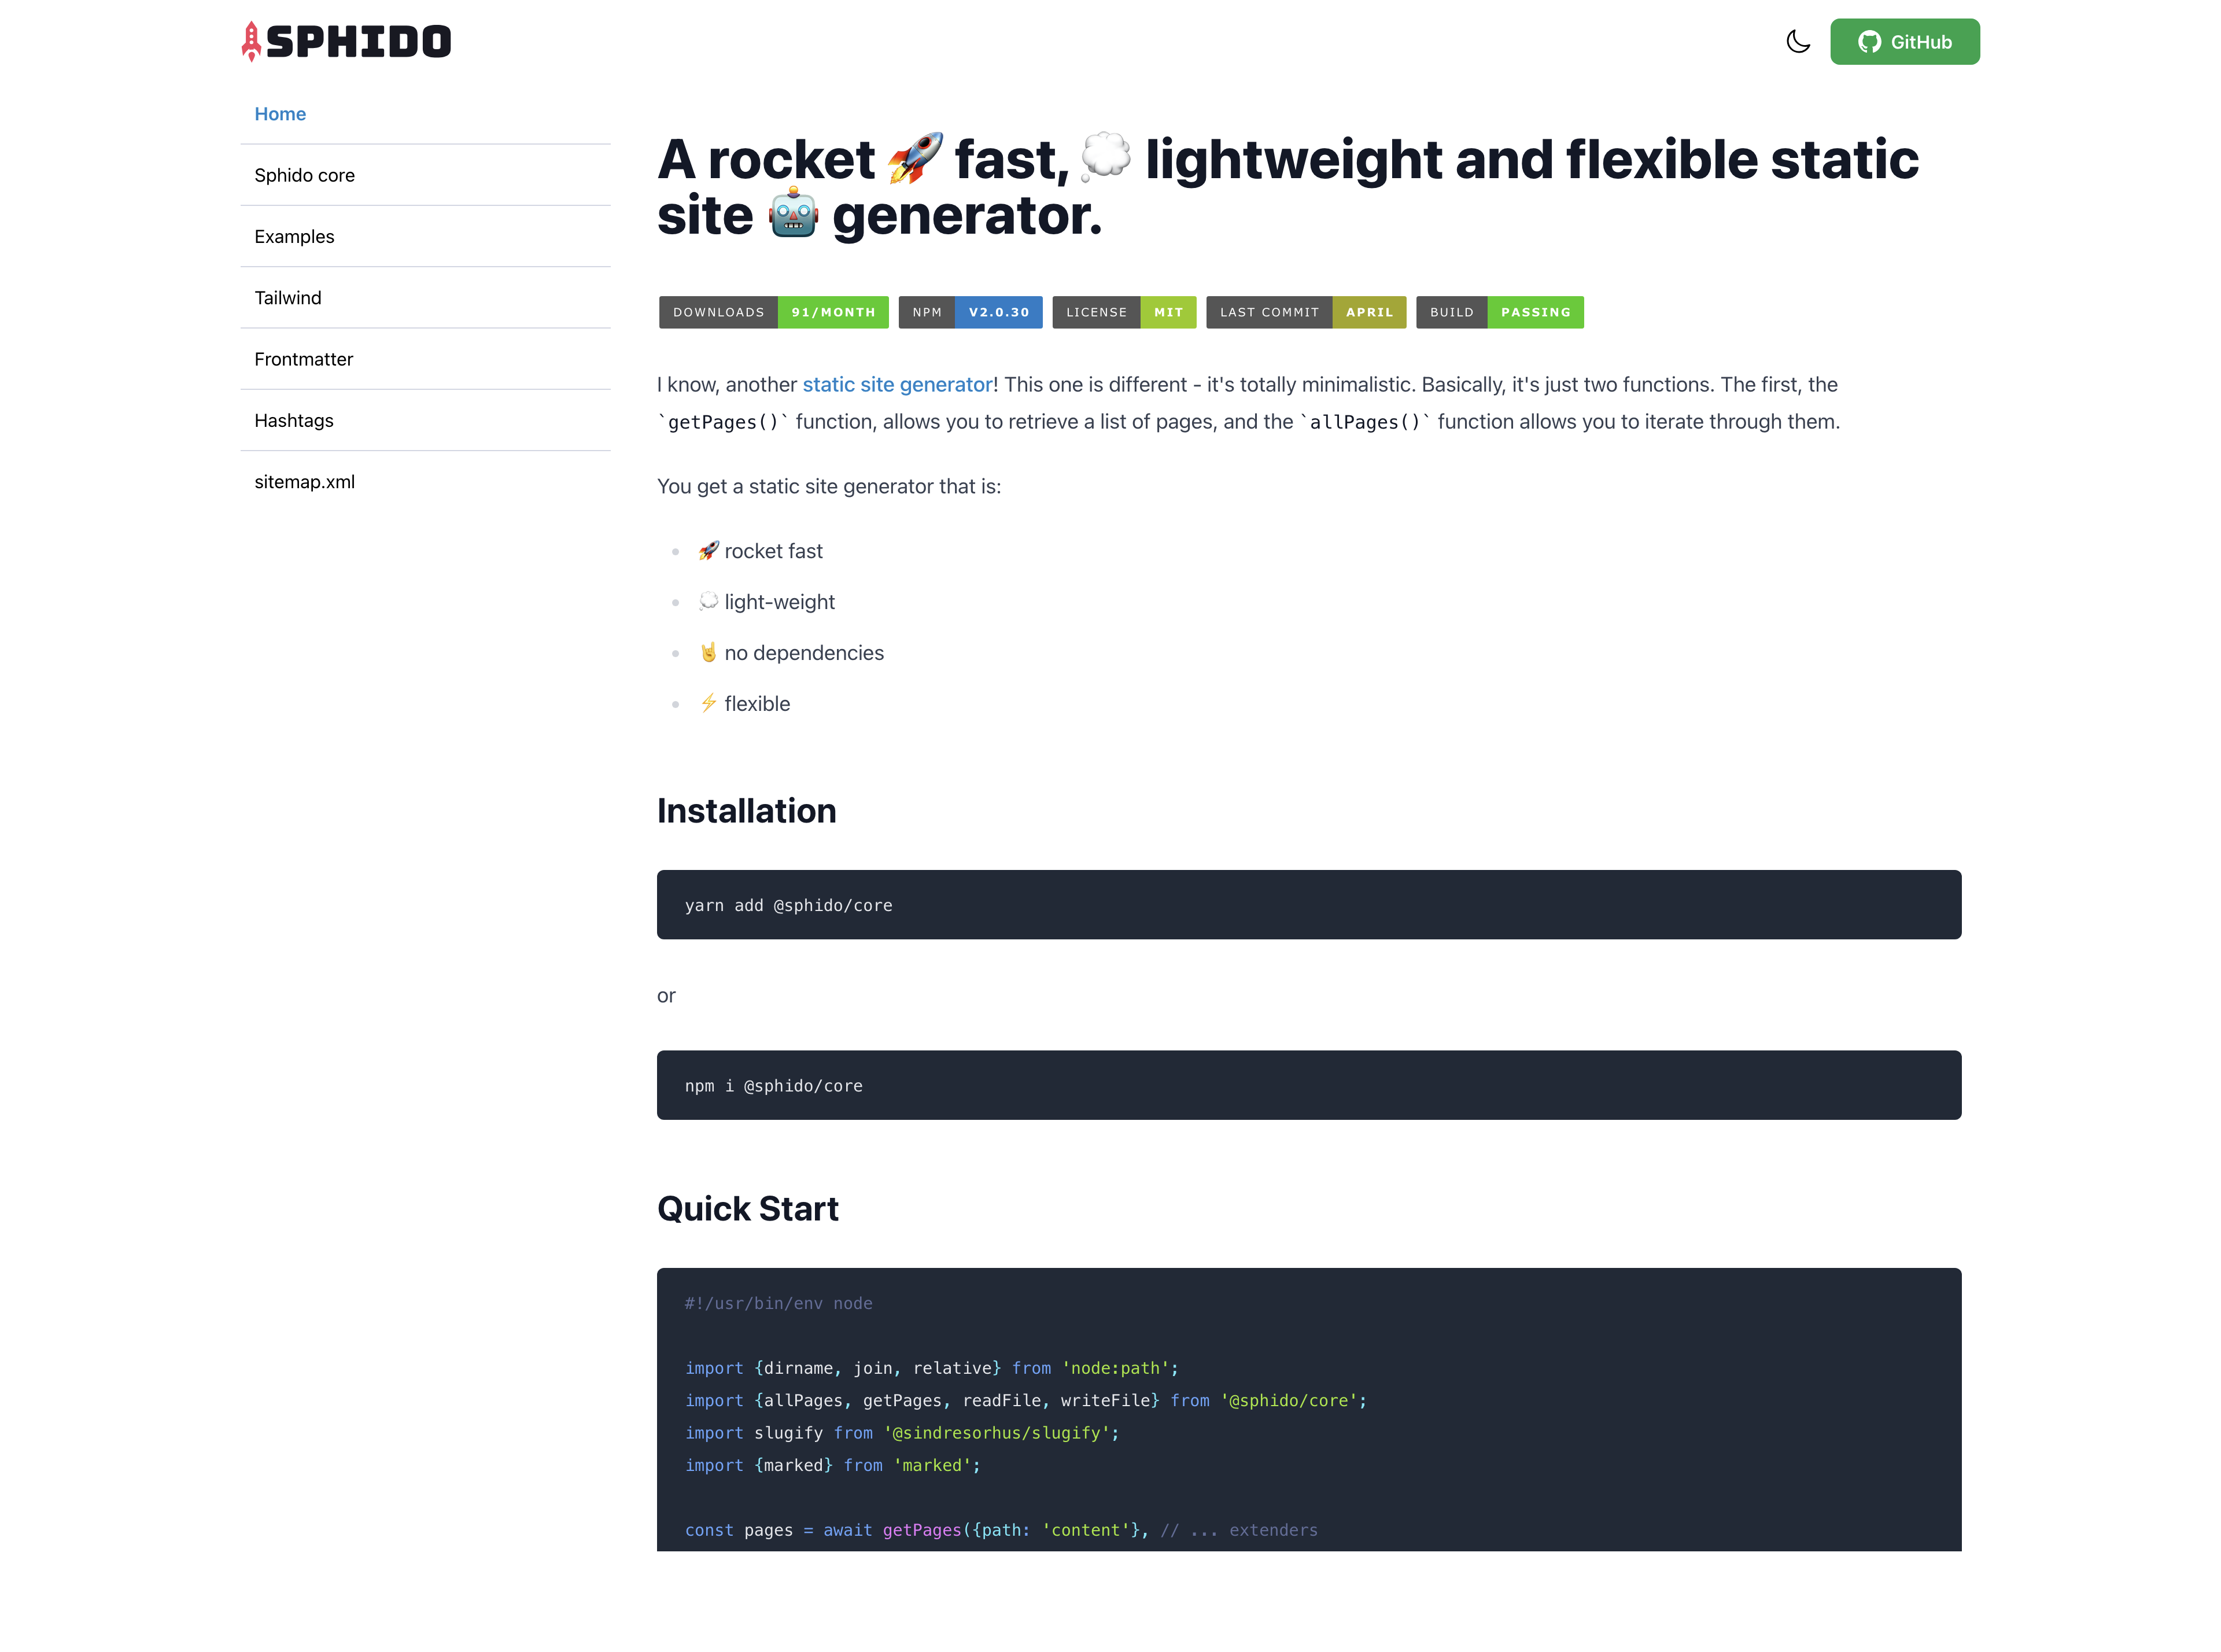 SPHIDO
GitHub
Home
Sphido core
Examples
Tailwind
Frontmatter
Hashtags
sitemap.xml
A rocket 🚀 fast, 💭 lightweight and flexible static
site 🤖 generator.
DOWNLOADS 91/MONTH NPM V2.0.30 LICENSE MIT LAST COMMIT APRIL BUILD PASSING
I know, another static site generator! This one is different - it's totally minimalistic. Basically, it's just two functions. The first, the
`getPages()` function, allows you to retrieve a list of pages, and the `allPages()` function allows you to iterate through them.
You get a static site generator that is:
🚀 rocket fast
💭 light-weight
🤘 no dependencies
⚡ flexible
Installation
yarn add @sphido/core
or
npm i @sphido/core
Quick Start
#!/usr/bin/env node
import {dirname, join, relative} from 'node:path';
import {allPages, getPages, readFile, writeFile} from '@sphido/core';
import slugify from '@sindresorhus/slugify';
import {marked} from 'marked';
const pages = await getPages({path: 'content'}, // ... extenders